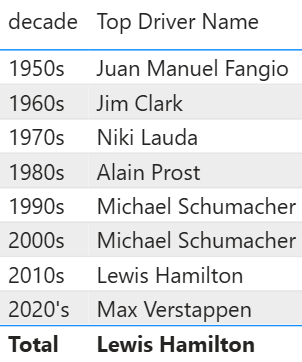 decade Top Driver Name
1950s Juan Manuel Fangio
1960s Jim Clark
1970s Niki Lauda
1980s Alain Prost
1990s Michael Schumacher
2000s Michael Schumacher
2010s Lewis Hamilton
2020's Max Verstappen
Total Lewis Hamilton